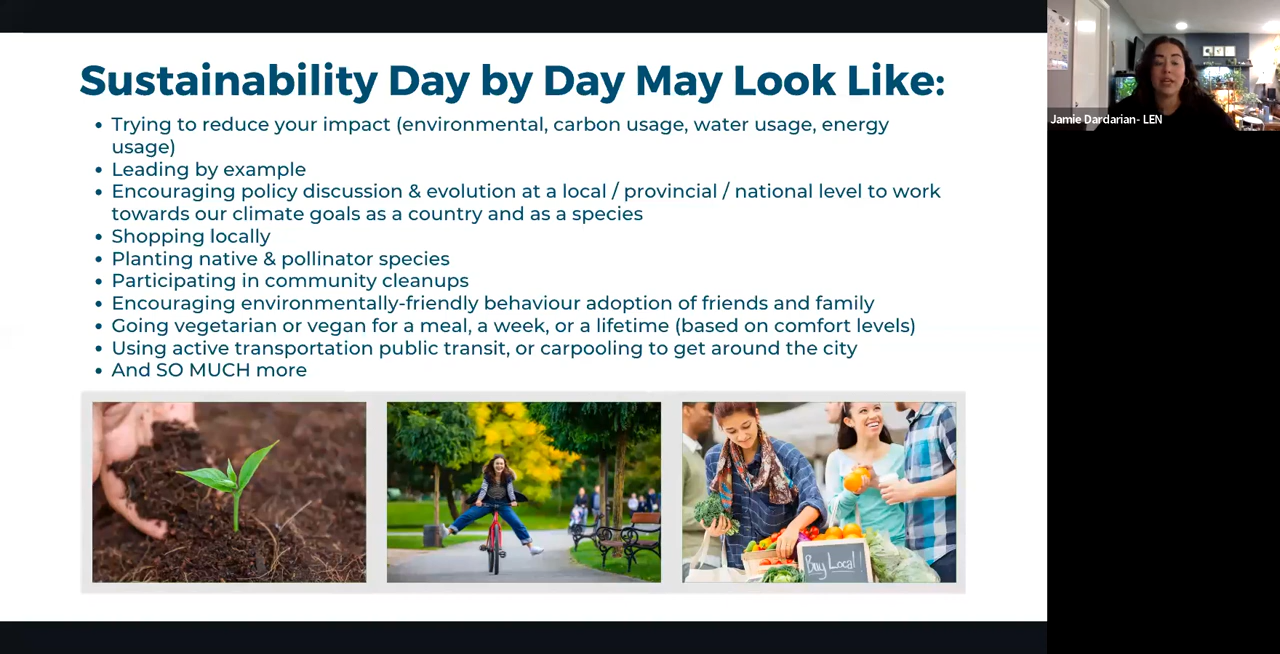 Sustainability Day by Day May Look Like:
• Trying to reduce your impact (environmental, carbon usage, water usage, energy
usage)
• Leading by example
• Encouraging policy discussion & evolution at a local / provincial / national level to work
towards our climate goals as a country and as a species
• Shopping locally
• Planting native & pollinator species
• Participating in community cleanups
• Encouraging environmentally-friendly behaviour adoption of friends and family
• Going vegetarian or vegan for a meal, a week, or a lifetime (based on comfort levels)
• Using active transportation public transit, or carpooling to get around the city
• And SO MUCH more
Buy Local!
Jamie Dardarian- LEN